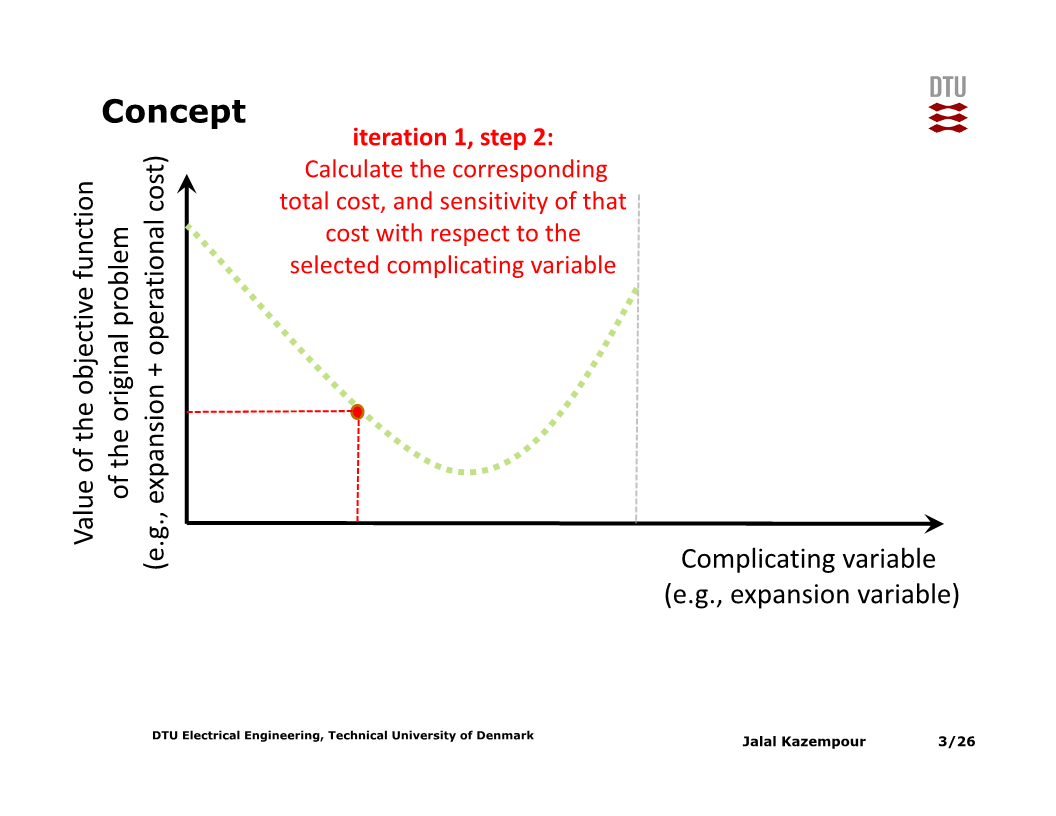 DTU
Concept
iteration 1, step 2:
Calculate the corresponding
total cost, and sensitivity of that
cost with respect to the
selected complicating variable
Value of the objective function
of the original problem
(e.g., expansion + operational cost)
Complicating variable
(e.g., expansion variable)
DTU Electrical Engineering, Technical University of Denmark
Jalal Kazempour
3/26